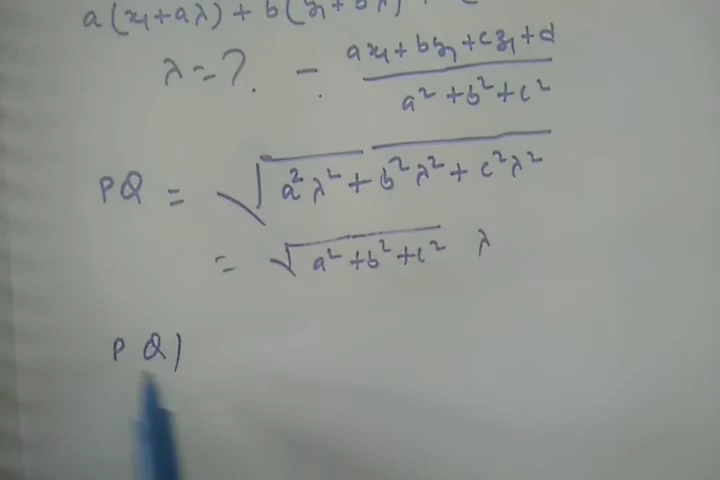 a(x₁+aλ) + b(y₁+bλ)
λ = ? - (ax₁+by₁+cz₁+d)/(a²+b²+c²)
PQ = √(a²λ²+b²λ²+c²λ²)
= √(a²+b²+c²) λ
PQ)